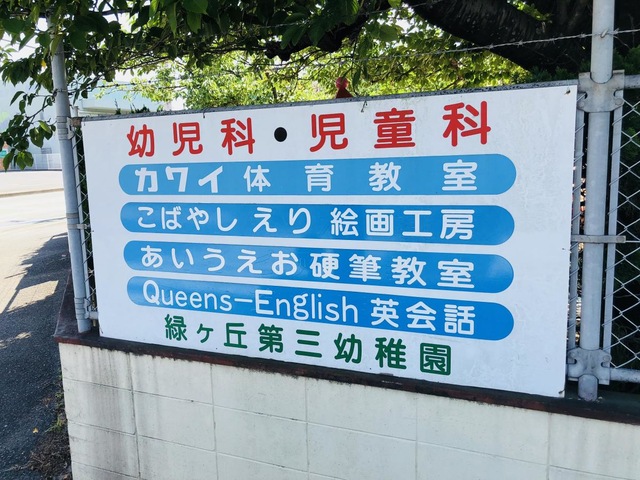 幼児科・児童科
カワイ体育教室
こばやしえり絵画工房
あいうえお硬筆教室
Queens-English 英会話
緑ヶ丘第三幼稚園